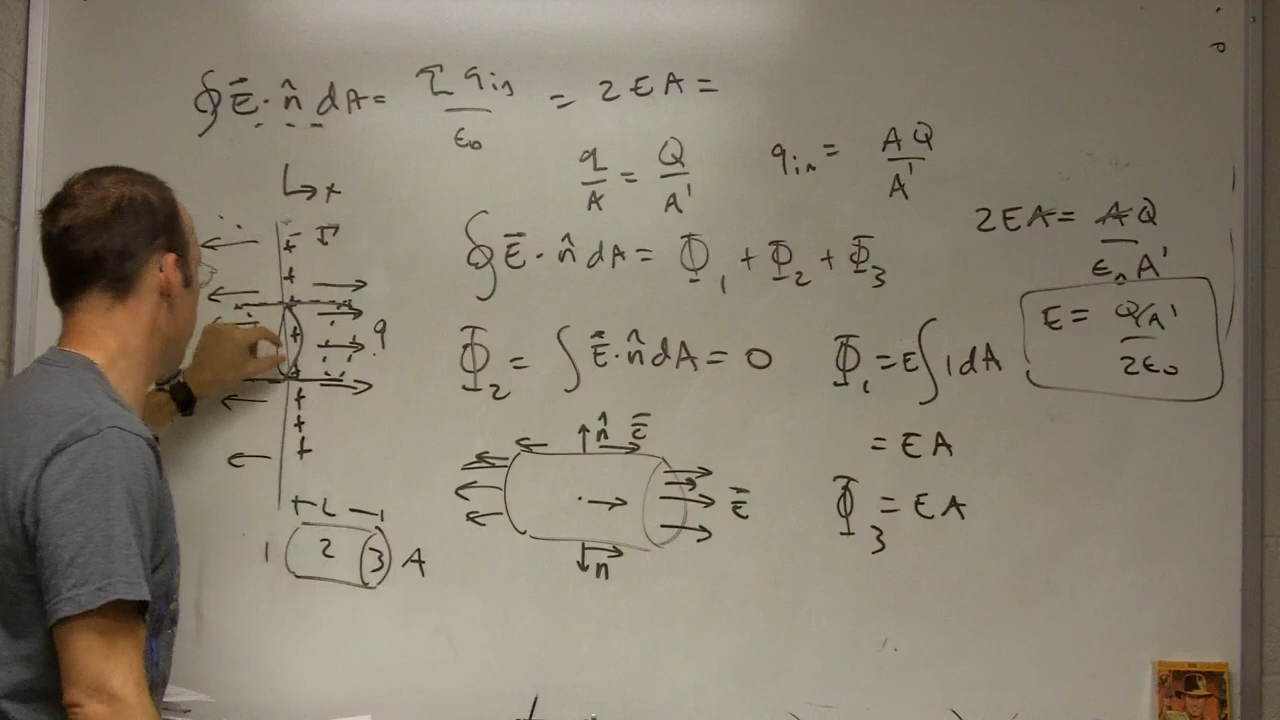 ∮ E⃗ · n̂ dA = Σ qin / ε₀ = 2EA =
q / A = Q / A'
qin = AQ / A'
2EA = AQ / ε₀A'
∮ E⃗ · n̂ dA = Φ₁ + Φ₂ + Φ₃
E = Q/A' / 2ε₀
Φ₂ = ∫ E⃗ · n̂ dA = 0
Φ₁ = E ∫ 1 dA
= EA
Φ₃ = EA
x
+
+
+
+
+
+
+
q
n̂ E⃗
E⃗
n
L
1 2 3 A